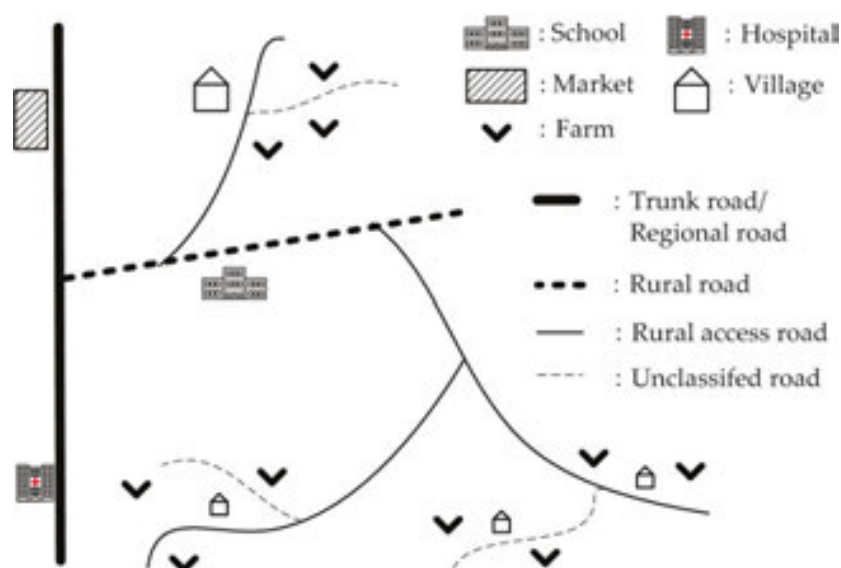 : School
: Hospital
: Market
: Village
: Farm
: Trunk road/
Regional road
: Rural road
: Rural access road
: Unclassifed road